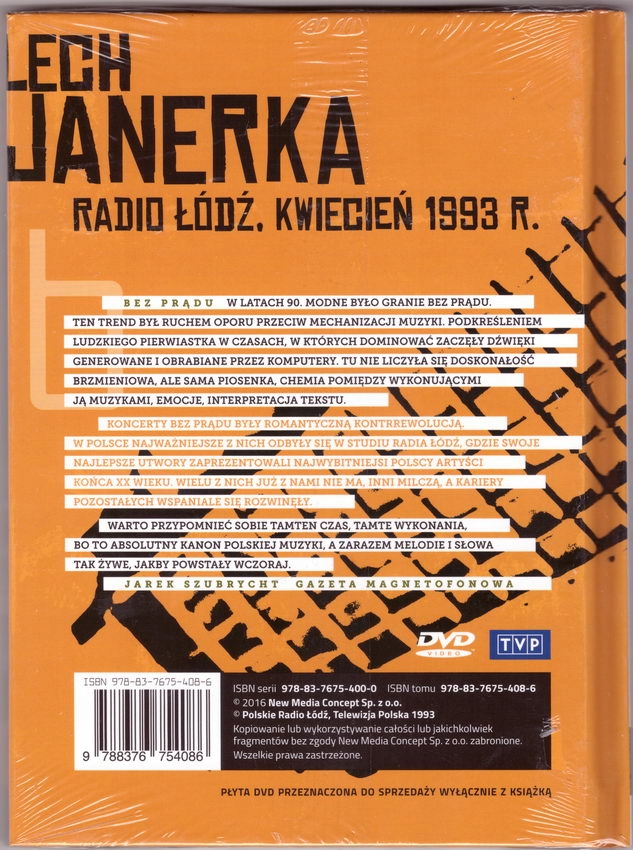 LECH
JANERKA
RADIO ŁÓDŹ, KWIECIEŃ 1993 R.
BEZ PRĄDU W LATACH 90. MODNE BYŁO GRANIE BEZ PRĄDU.
TEN TREND BYŁ RUCHEM OPORU PRZECIW MECHANIZACJI MUZYKI. PODKREŚLENIEM
LUDZKIEGO PIERWIASTKA W CZASACH, W KTÓRYCH DOMINOWAĆ ZACZĘŁY DŹWIĘKI
GENEROWANE I OBRABIANE PRZEZ KOMPUTERY. TU NIE LICZYŁA SIĘ DOSKONAŁOŚĆ
BRZMIENIOWA, ALE SAMA PIOSENKA, CHEMIA POMIĘDZY WYKONUJĄCYMI
JĄ MUZYKAMI, EMOCJE, INTERPRETACJA TEKSTU.
KONCERTY BEZ PRĄDU BYŁY ROMANTYCZNĄ KONTRREWOLUCJĄ.
W POLSCE NAJWAŻNIEJSZE Z NICH ODBYŁY SIĘ W STUDIU RADIA ŁÓDŹ, GDZIE SWOJE
NAJLEPSZE UTWORY ZAPREZENTOWALI NAJWYBITNIEJSI POLSCY ARTYŚCI
KOŃCA XX WIEKU. WIELU Z NICH JUŻ Z NAMI NIE MA, INNI MILCZĄ, A KARIERY
POZOSTAŁYCH WSPANIALE SIĘ ROZWINĘŁY.
WARTO PRZYPOMNIEĆ SOBIE TAMTEN CZAS, TAMTE WYKONANIA,
BO TO ABSOLUTNY KANON POLSKIEJ MUZYKI, A ZARAZEM MELODIE I SŁOWA
TAK ŻYWE, JAKBY POWSTAŁY WCZORAJ.
JAREK SZUBRYCHT GAZETA MAGNETOFONOWA
DVD
VIDEO
TVP
ISBN 978-83-7675-408-6
9 788376 754086
ISBN serii 978-83-7675-400-0 ISBN tomu 978-83-7675-408-6
© 2016 New Media Concept Sp. z o.o.
© Polskie Radio Łódź, Telewizja Polska 1993
Kopiowanie lub wykorzystywanie całości lub jakichkolwiek
fragmentów bez zgody New Media Concept Sp. z o.o. zabronione.
Wszelkie prawa zastrzeżone.
PŁYTA DVD PRZEZNACZONA DO SPRZEDAŻY WYŁĄCZNIE Z KSIĄŻKĄ